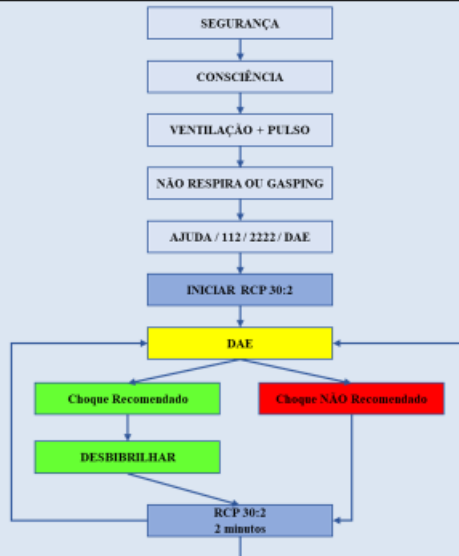 SEGURANÇA
CONSCIÊNCIA
VENTILAÇÃO + PULSO
NÃO RESPIRA OU GASPING
AJUDA / 112 / 2222 / DAE
INICIAR RCP 30:2
DAE
Choque Recomendado
Choque NÃO Recomendado
DESBIBRILHAR
RCP 30:2
2 minutos